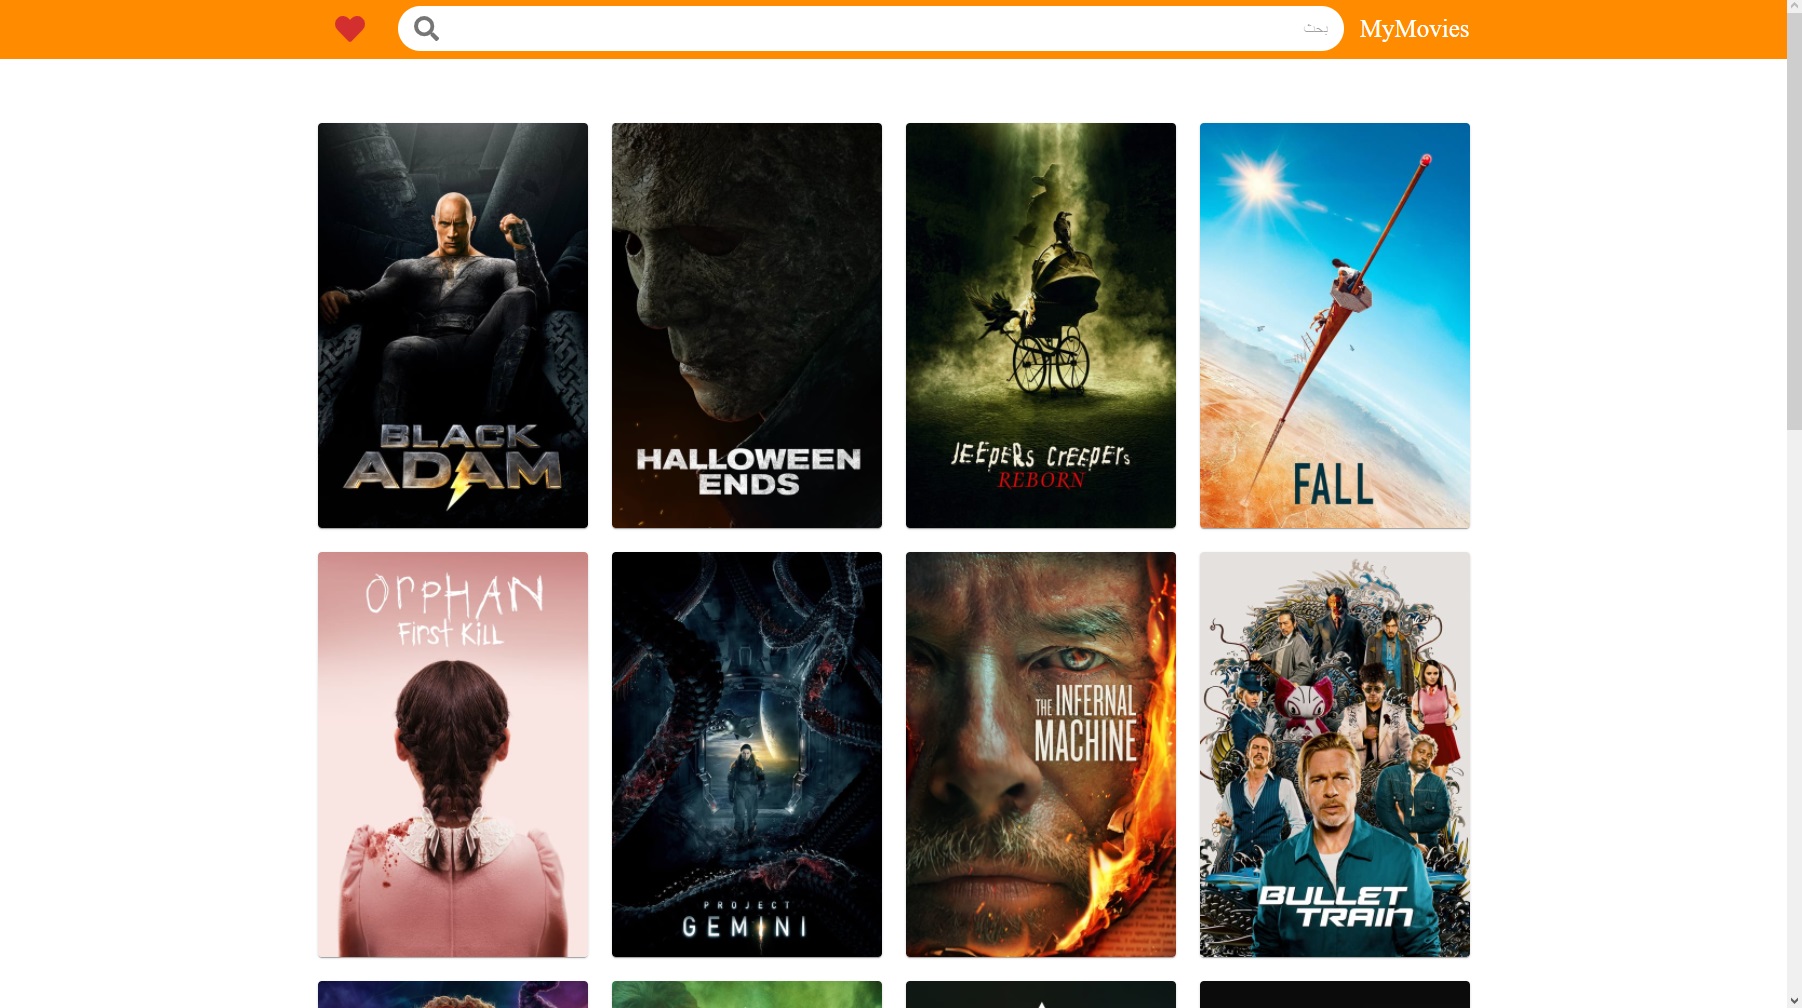 MyMovies
بحث
BLACK
ADAM
HALLOWEEN
ENDS
JEEPERS CREEPERS
REBORN
FALL
ORPHAN
First Kill
PROJECT
GEMINI
THE INFERNAL
MACHINE
BULLET
TRAIN